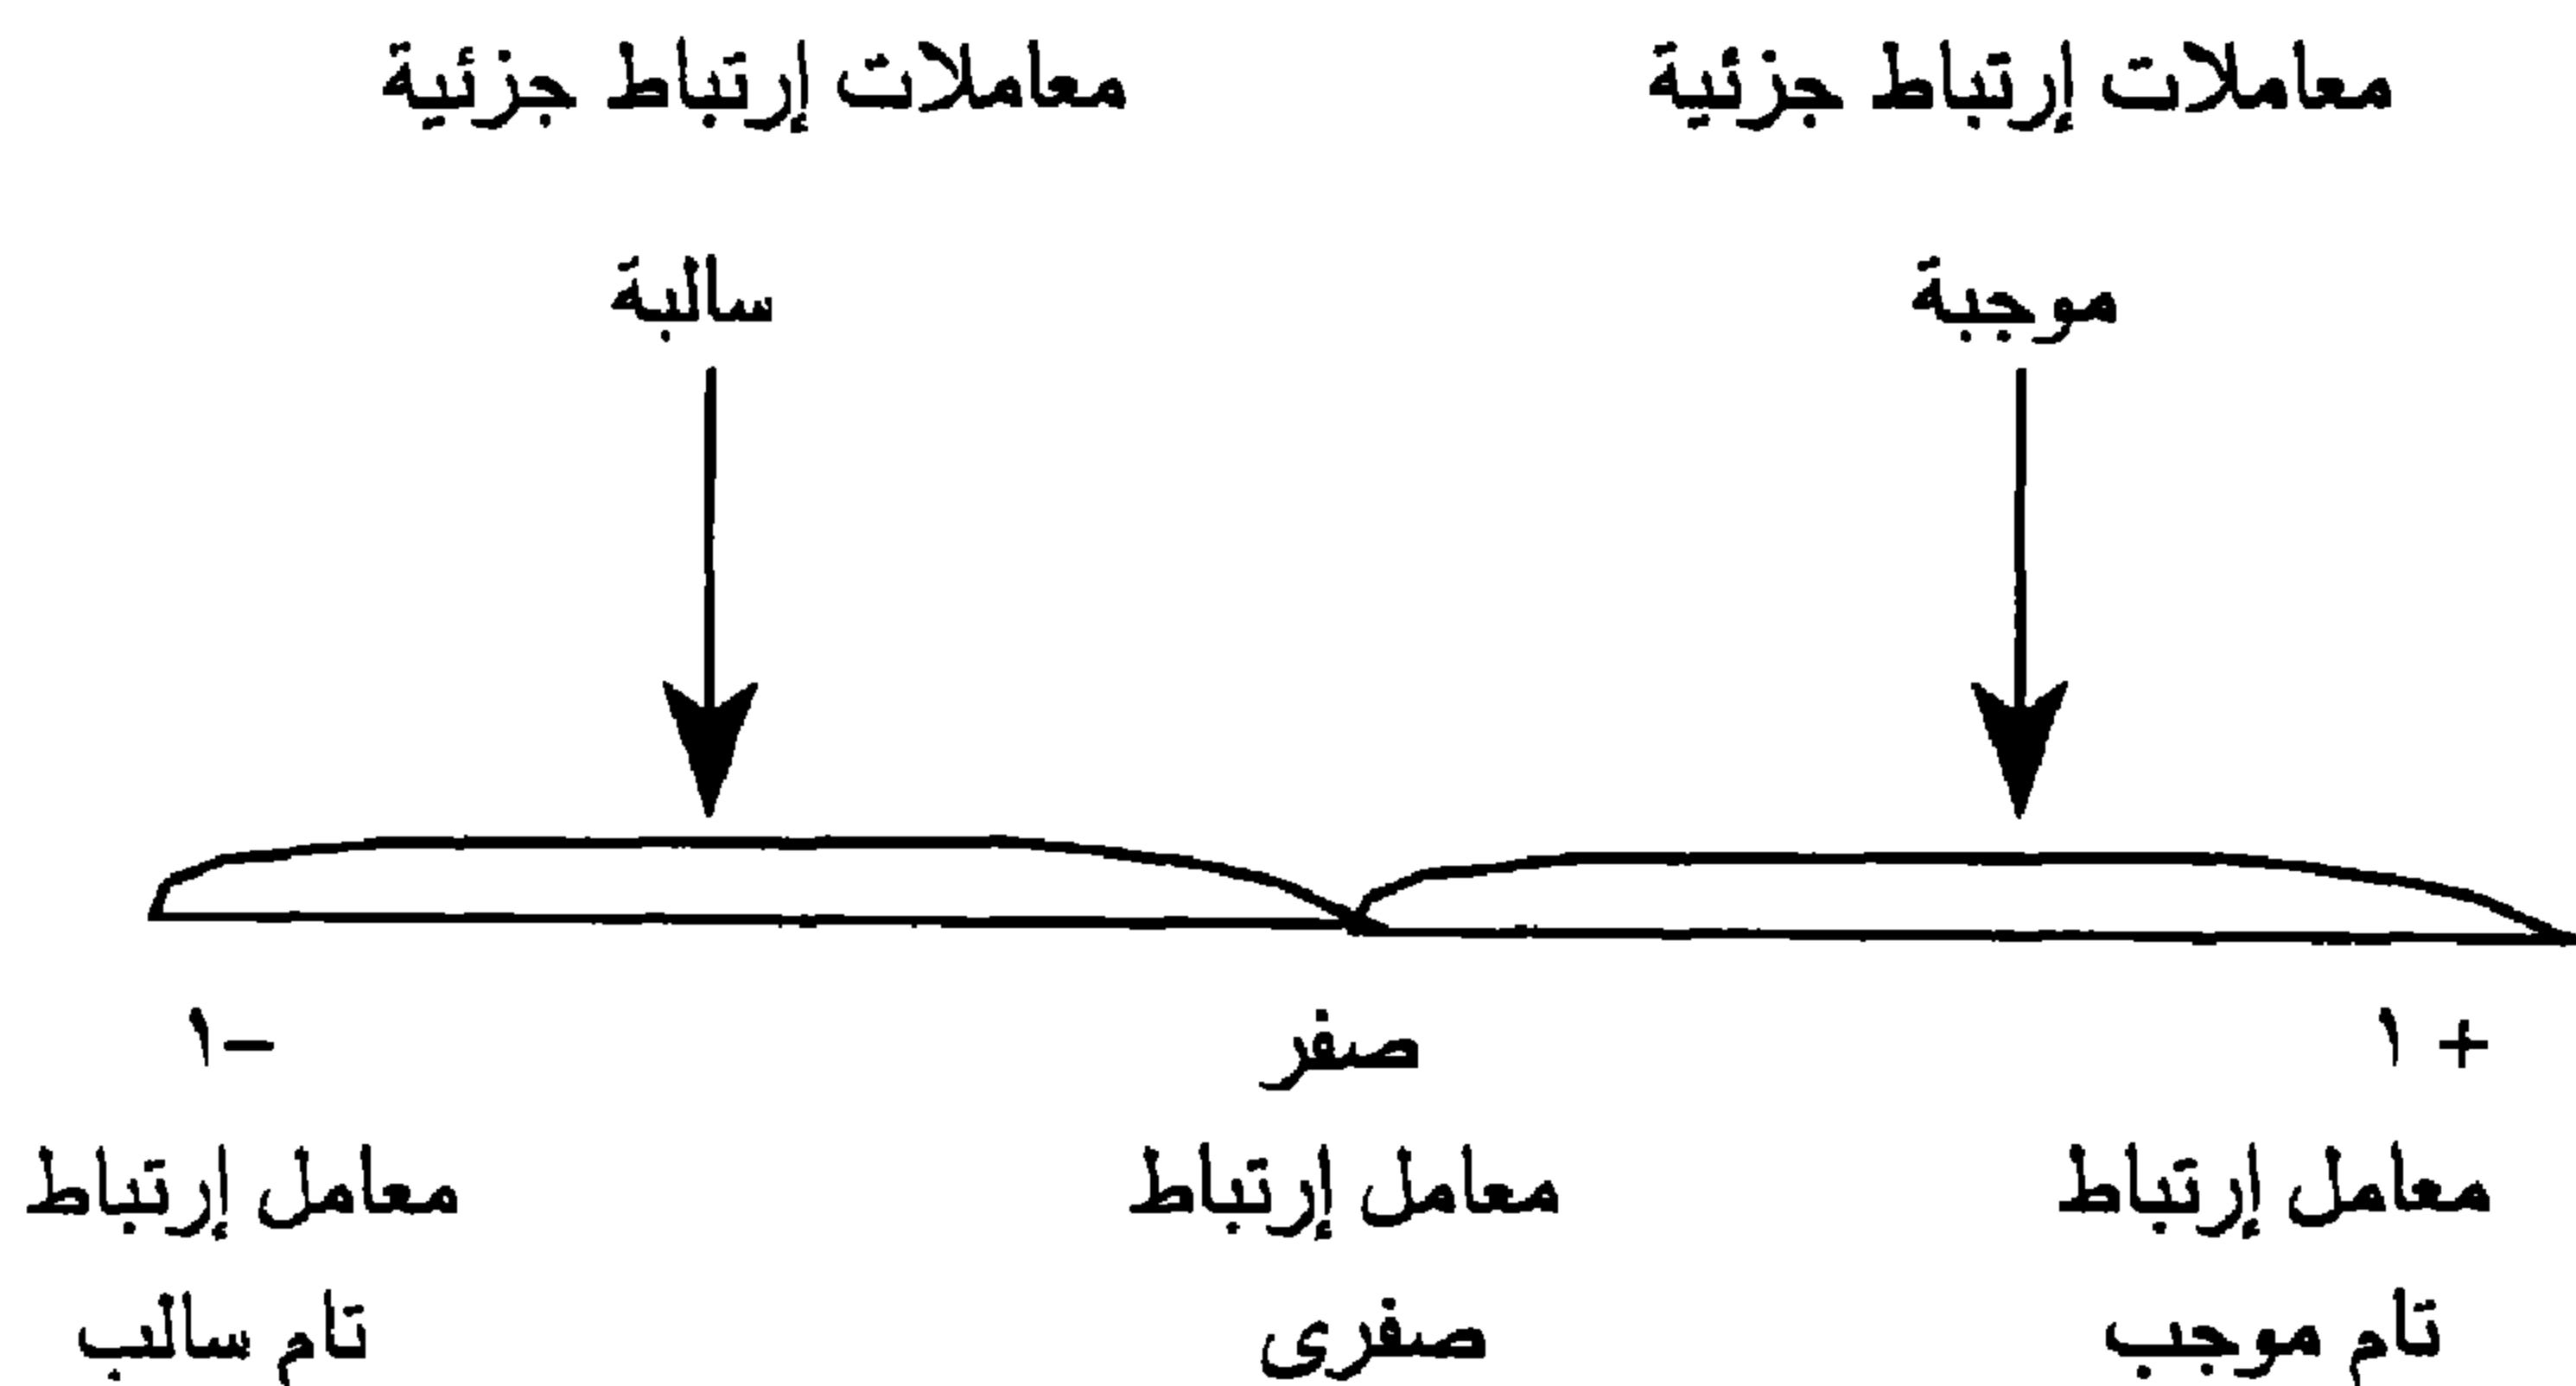 معاملات إرتباط جزئية
موجبة
معاملات إرتباط جزئية
سالبة
+ ١
معامل إرتباط
تام موجب
صفر
معامل إرتباط
صفرى
–١
معامل إرتباط
تام سالب